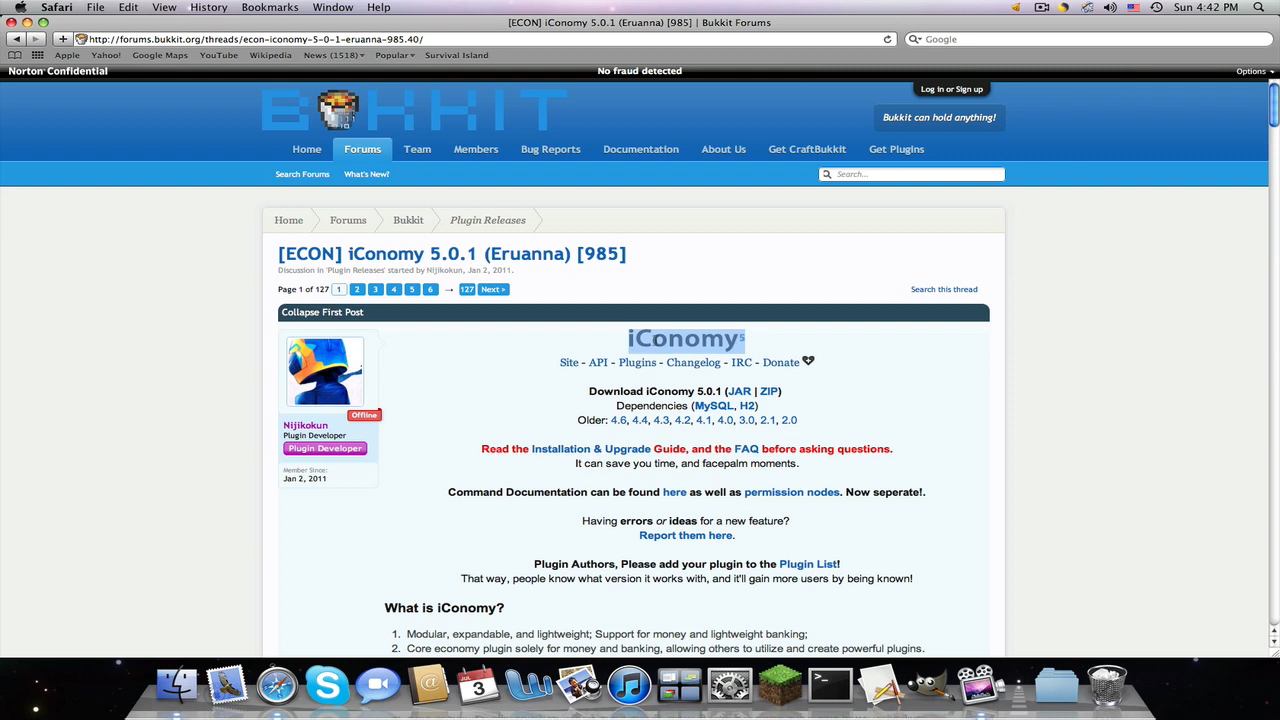 Safari File Edit View History Bookmarks Window Help Sun 4:42 PM
[ECON] iConomy 5.0.1 (Eruanna) [985] | Bukkit Forums
http://forums.bukkit.org/threads/econ-iconomy-5-0-1-eruanna-985.40/ Google
Apple Yahoo! Google Maps YouTube Wikipedia News (1518) Popular Survival Island
Norton Confidential No fraud detected Options
Log in or Sign up
BUKKIT
Bukkit can hold anything!
Home Forums Team Members Bug Reports Documentation About Us Get CraftBukkit Get Plugins
Search Forums What's New? Search...
Home Forums Bukkit Plugin Releases
[ECON] iConomy 5.0.1 (Eruanna) [985]
Discussion in 'Plugin Releases' started by Nijikokun, Jan 2, 2011.
Page 1 of 127 1 2 3 4 5 6 → 127 Next > Search this thread
Collapse First Post
iConomy5
Site - API - Plugins - Changelog - IRC - Donate
Download iConomy 5.0.1 (JAR | ZIP)
Dependencies (MySQL, H2)
Older: 4.6, 4.4, 4.3, 4.2, 4.1, 4.0, 3.0, 2.1, 2.0
Offline
Nijikokun
Plugin Developer
Plugin Developer
Member Since:
Jan 2, 2011
Read the Installation & Upgrade Guide, and the FAQ before asking questions.
It can save you time, and facepalm moments.
Command Documentation can be found here as well as permission nodes. Now seperate!.
Having errors or ideas for a new feature?
Report them here.
Plugin Authors, Please add your plugin to the Plugin List!
That way, people know what version it works with, and it'll gain more users by being known!
What is iConomy?
1. Modular, expandable, and lightweight; Support for money and lightweight banking;
2. Core economy plugin solely for money and banking, allowing others to utilize and create powerful plugins.
JUL
3